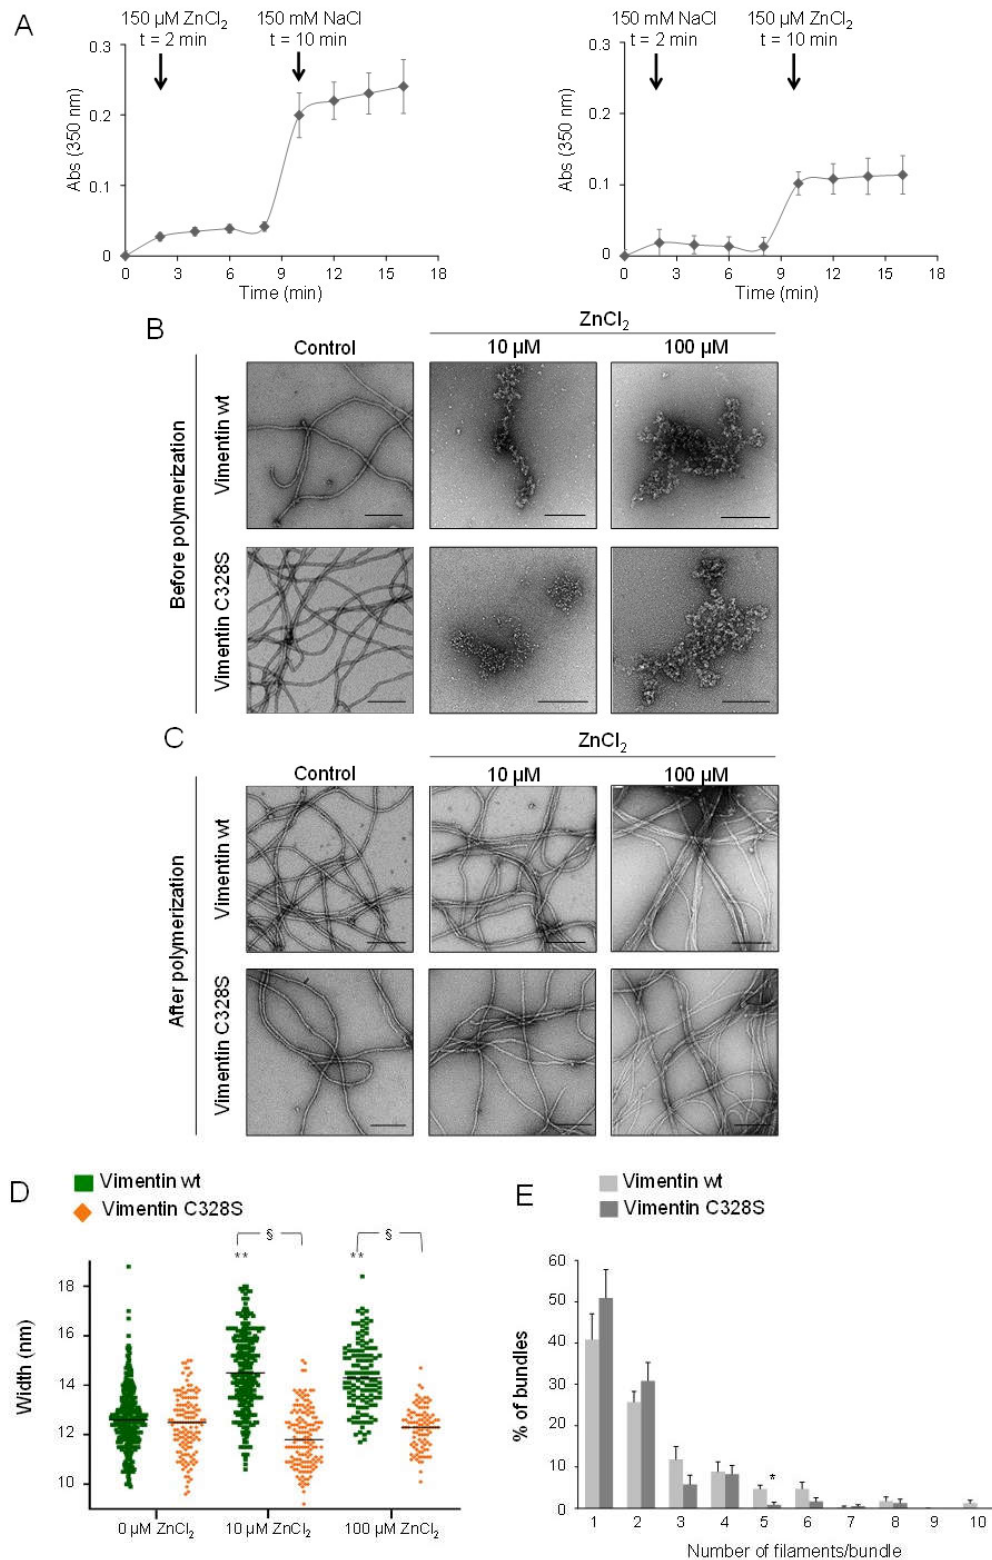 A
150 µM ZnCl2
t = 2 min
150 mM NaCl
t = 10 min
0.3
0.2
0.1
0
Abs (350 nm)
0 3 6 9 12 15 18
Time (min)
150 mM NaCl
t = 2 min
150 µM ZnCl2
t = 10 min
0.3
0.2
0.1
0
Abs (350 nm)
0 3 6 9 12 15 18
Time (min)
B
ZnCl2
Control 10 µM 100 µM
Before polymerization
Vimentin wt
Vimentin C328S
C
ZnCl2
Control 10 µM 100 µM
After polymerization
Vimentin wt
Vimentin C328S
D
Vimentin wt
Vimentin C328S
** § ** §
18
16
14
12
10
Width (nm)
0 µM ZnCl2 10 µM ZnCl2 100 µM ZnCl2
E
Vimentin wt
Vimentin C328S
60
50
40
30
20
10
0
% of bundles
*
1 2 3 4 5 6 7 8 9 10
Number of filaments/bundle